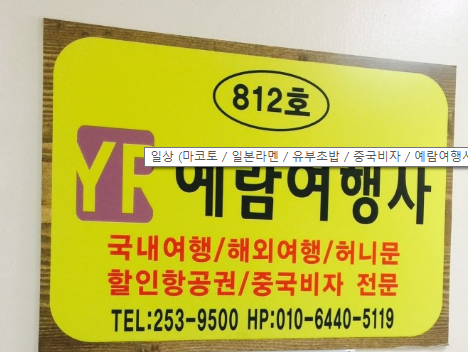 812호
일상 (마코토 / 일본라멘 / 유부초밥 / 중국비자 / 예람여행사
YR
예람여행사
국내여행/해외여행/허니문
할인항공권/중국비자 전문
TEL:253-9500 HP:010-6440-5119